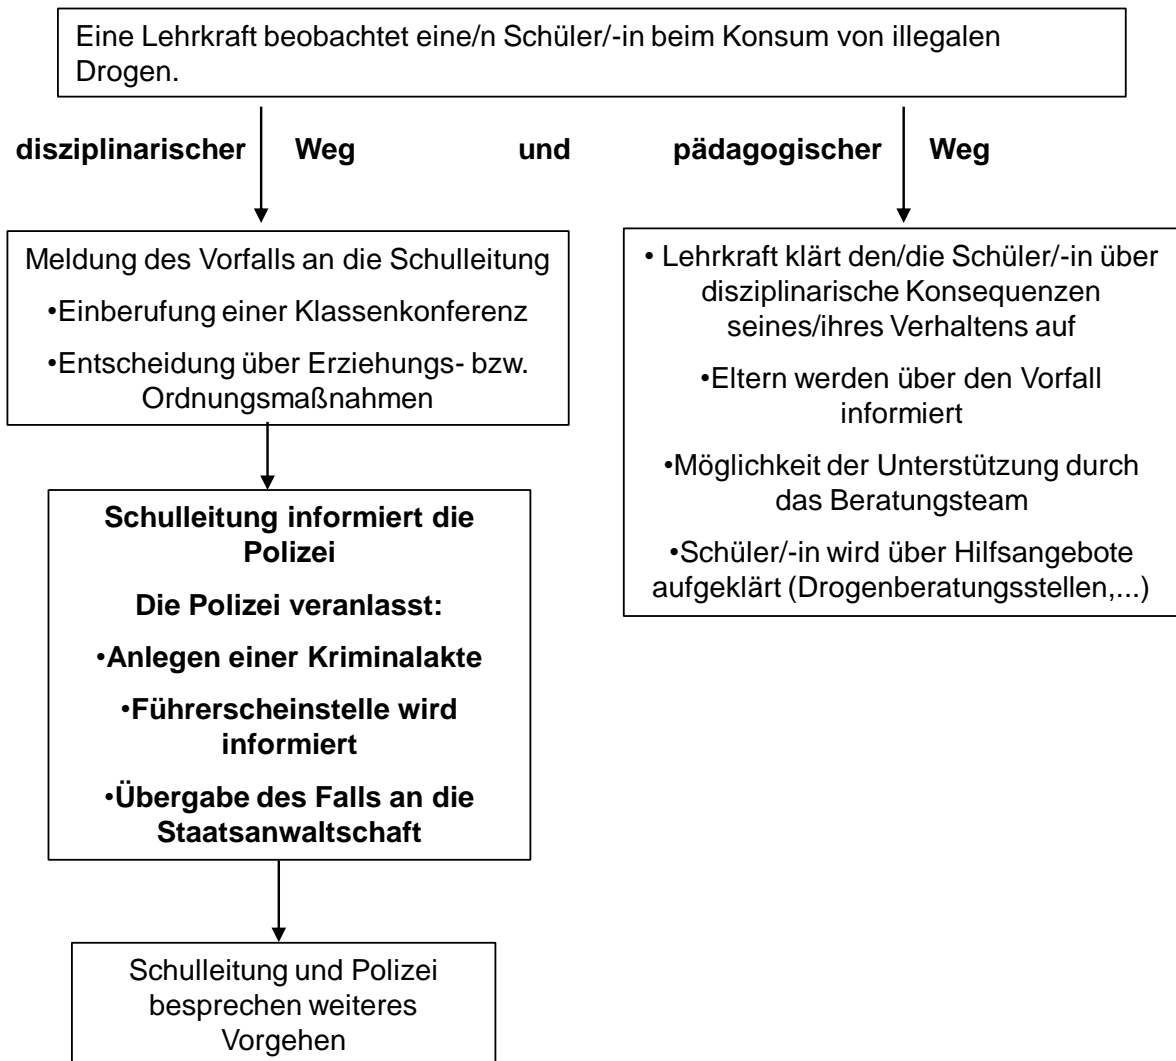 Eine Lehrkraft beobachtet eine/n Schüler/-in beim Konsum von illegalen
Drogen.
disziplinarischer Weg und pädagogischer Weg
Meldung des Vorfalls an die Schulleitung
•Einberufung einer Klassenkonferenz
•Entscheidung über Erziehungs- bzw.
Ordnungsmaßnahmen
Schulleitung informiert die
Polizei
Die Polizei veranlasst:
•Anlegen einer Kriminalakte
•Führerscheinstelle wird
informiert
•Übergabe des Falls an die
Staatsanwaltschaft
Schulleitung und Polizei
besprechen weiteres
Vorgehen
• Lehrkraft klärt den/die Schüler/-in über
disziplinarische Konsequenzen
seines/ihres Verhaltens auf
•Eltern werden über den Vorfall
informiert
•Möglichkeit der Unterstützung durch
das Beratungsteam
•Schüler/-in wird über Hilfsangebote
aufgeklärt (Drogenberatungsstellen,...)